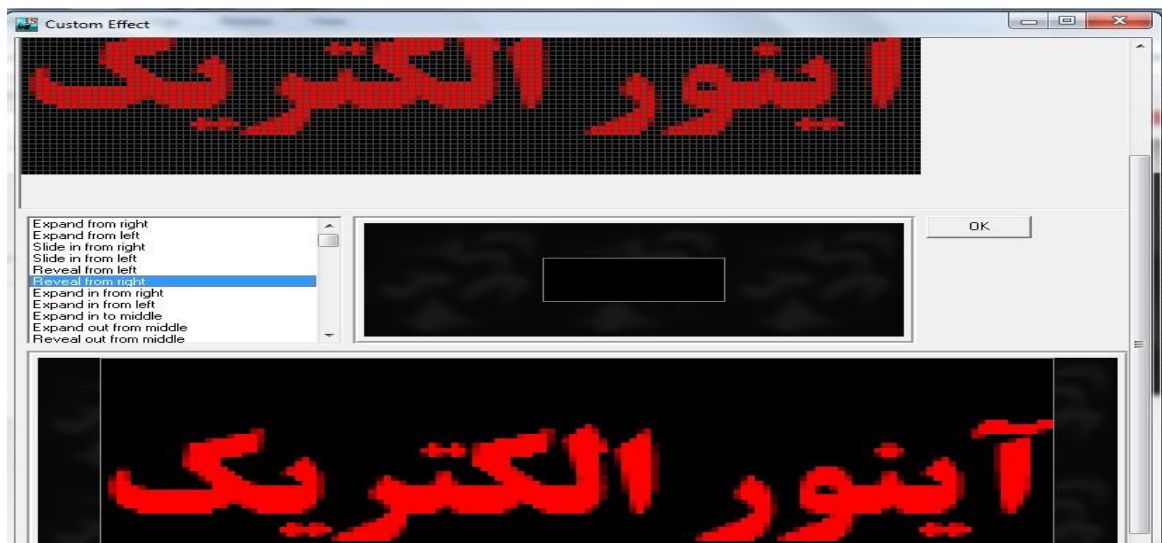 Custom Effect
آینور الکتریک
Expand from right
Expand from left
Slide in from right
Slide in from left
Reveal from left
Reveal from right
Expand in from right
Expand in from left
Expand in to middle
Expand out from middle
Reveal out from middle
OK
آینور الکتریک